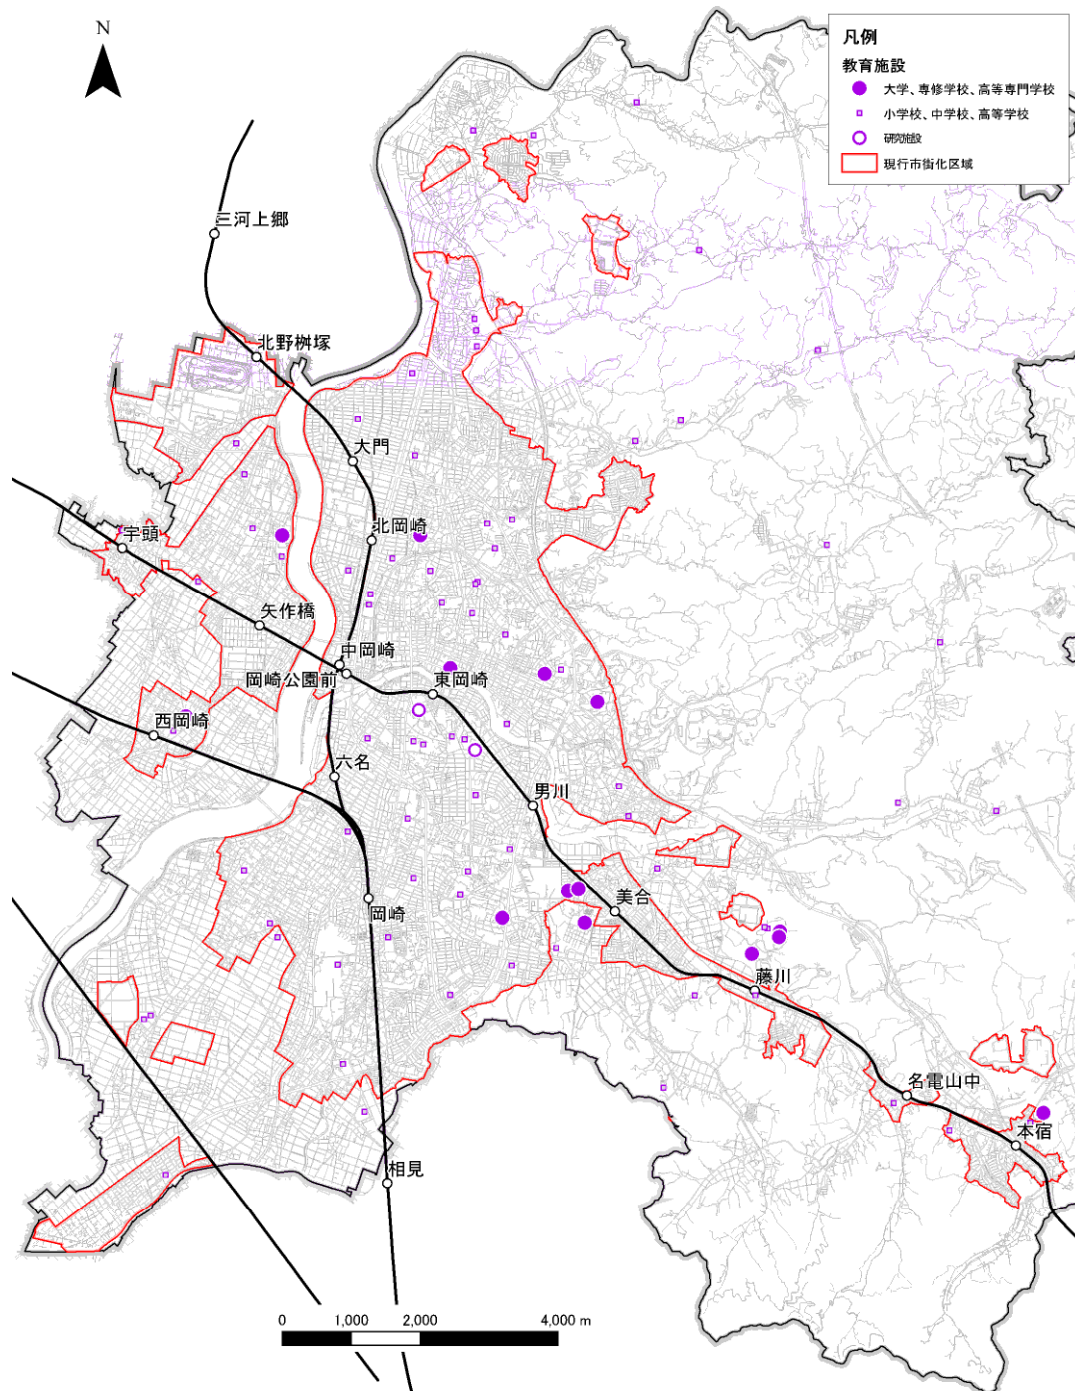 N
凡例
教育施設
大学、専修学校、高等専門学校
小学校、中学校、高等学校
研究施設
現行市街化区域
三河上郷
北野桝塚
大門
北岡崎
宇頭
矢作橋
中岡崎
岡崎公園前
東岡崎
西岡崎
六名
男川
岡崎
美合
藤川
名電山中
本宿
相見
0 1,000 2,000 4,000 m